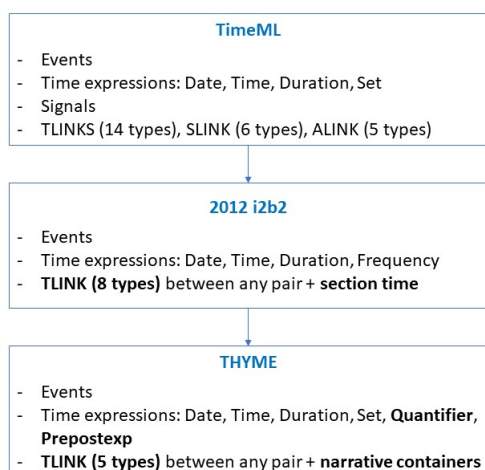 TimeML
- Events
- Time expressions: Date, Time, Duration, Set
- Signals
- TLINKS (14 types), SLINK (6 types), ALINK (5 types)
2012 i2b2
- Events
- Time expressions: Date, Time, Duration, Frequency
- TLINK (8 types) between any pair + section time
THYME
- Events
- Time expressions: Date, Time, Duration, Set, Quantifier,
Prepostexp
- TLINK (5 types) between any pair + narrative containers